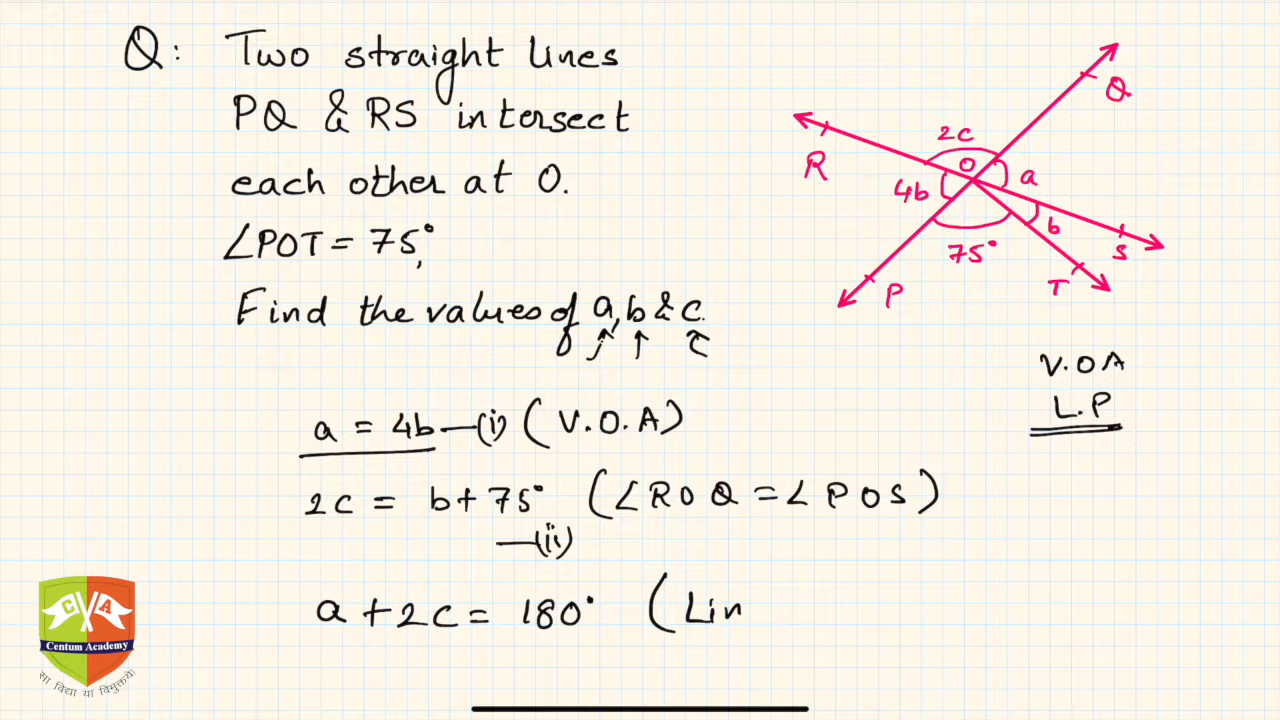 Q: Two straight lines
PQ & RS intersect
each other at O.
∠POT = 75°,
Find the values of a, b & c.
a = 4b —(i) (V.O.A)
2c = b + 75° (∠ROQ = ∠POS)
—(ii)
a + 2c = 180° (Lin
Q
2c
R
O
a
4b
b
75°
S
P
T
V.O.A
L.P
C A
Centum Academy
सा विद्या या विमुक्तये।